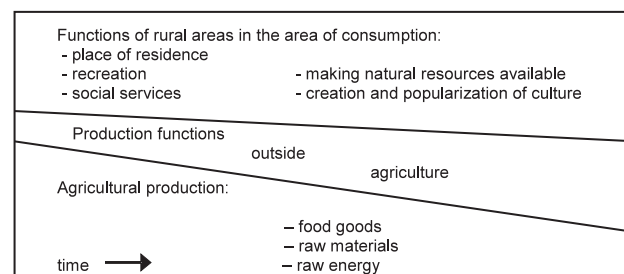 Functions of rural areas in the area of consumption:
- place of residence
- recreation - making natural resources available
- social services - creation and popularization of culture
Production functions
outside
agriculture
Agricultural production:
– food goods
– raw materials
time – raw energy